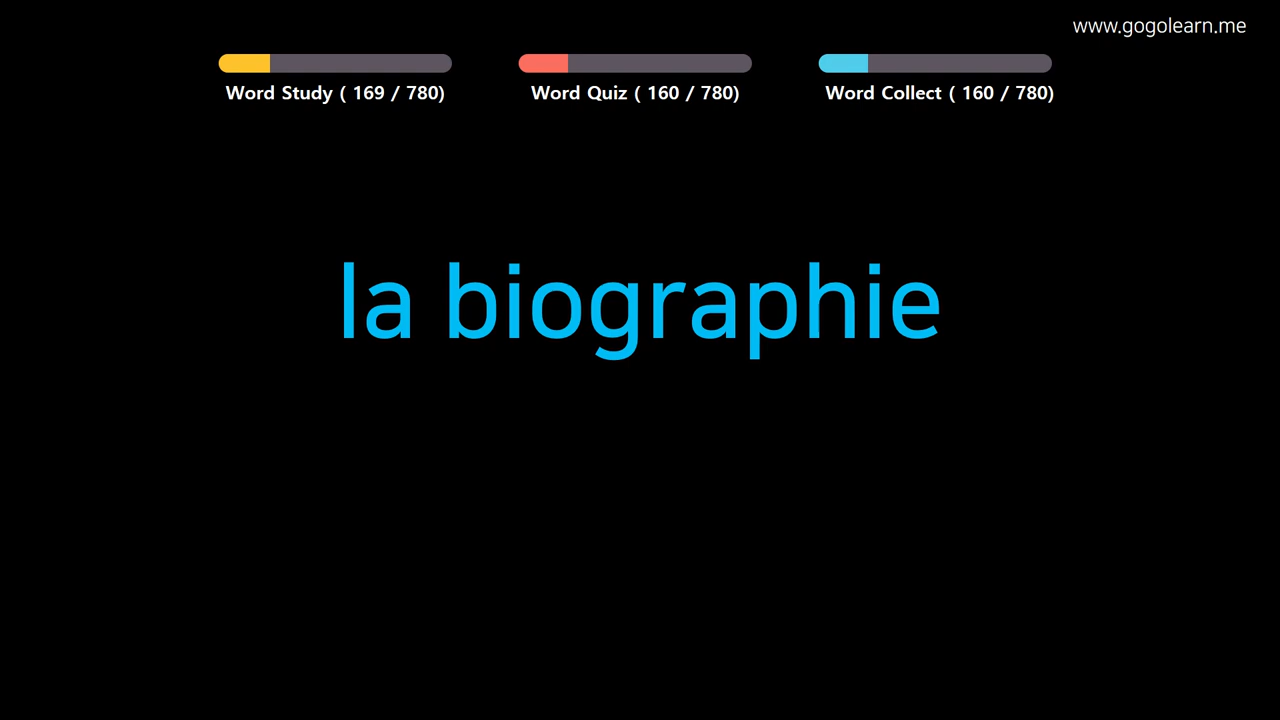 www.gogolearn.me
Word Study ( 169 / 780)
Word Quiz ( 160 / 780)
Word Collect ( 160 / 780)
la biographie